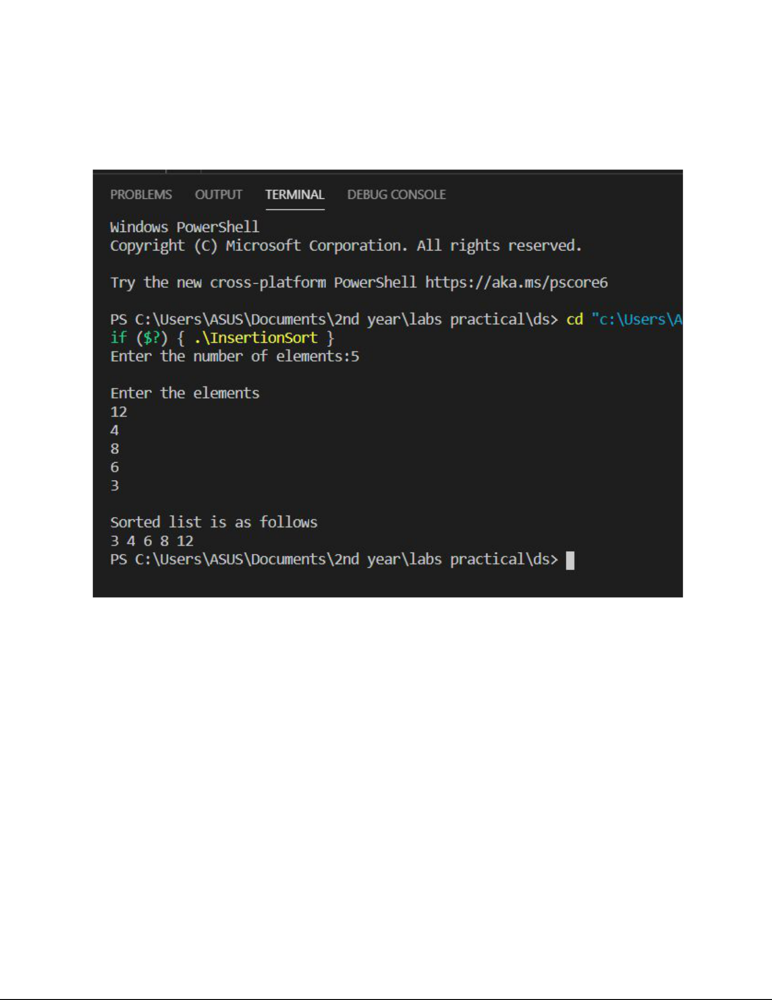 PROBLEMS OUTPUT TERMINAL DEBUG CONSOLE
Windows PowerShell
Copyright (C) Microsoft Corporation. All rights reserved.
Try the new cross-platform PowerShell https://aka.ms/pscore6
PS C:\Users\ASUS\Documents\2nd year\labs practical\ds> cd "c:\Users\A
if ($?) { .\InsertionSort }
Enter the number of elements:5
Enter the elements
12
4
8
6
3
Sorted list is as follows
3 4 6 8 12
PS C:\Users\ASUS\Documents\2nd year\labs practical\ds>